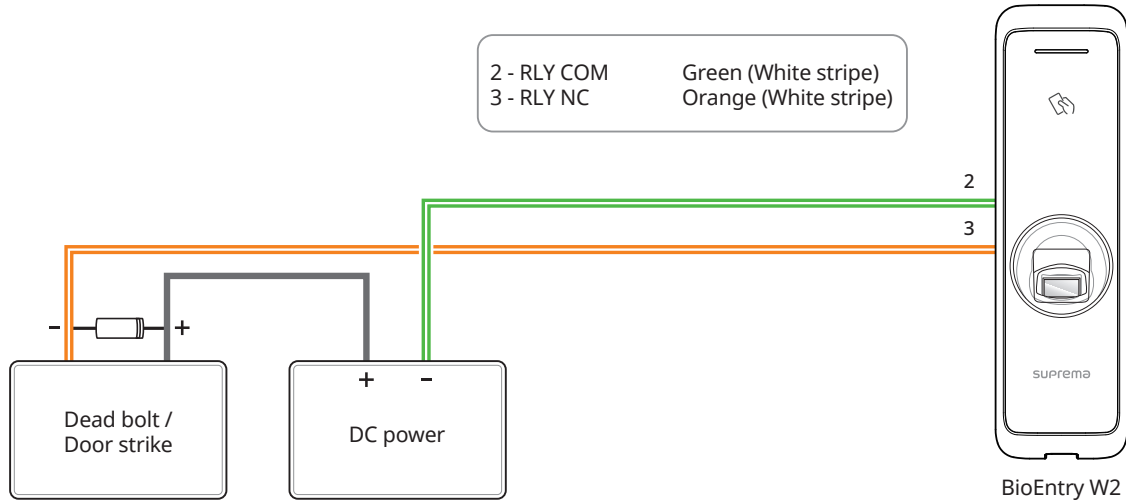 2 - RLY COM Green (White stripe)
3 - RLY NC Orange (White stripe)
2
3
- +
+ -
Dead bolt /
Door strike
DC power
suprema
BioEntry W2